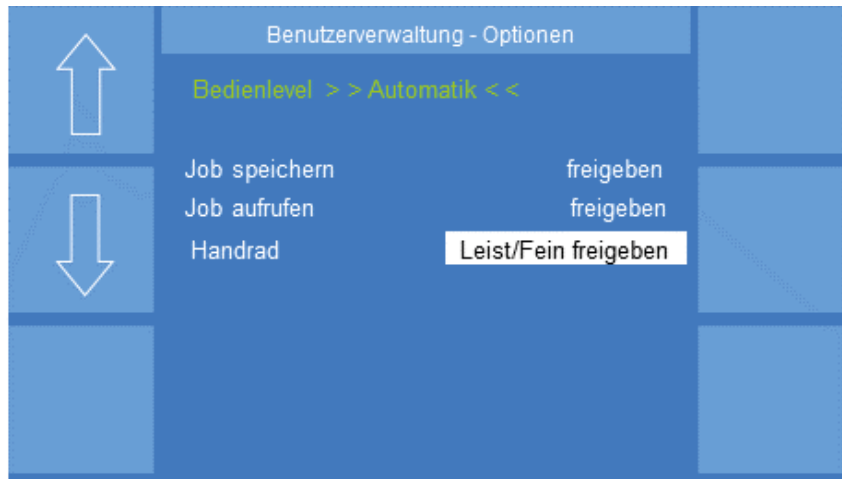 Benutzerverwaltung - Optionen
Bedienlevel > > Automatik < <
Job speichern freigeben
Job aufrufen freigeben
Handrad Leist/Fein freigeben